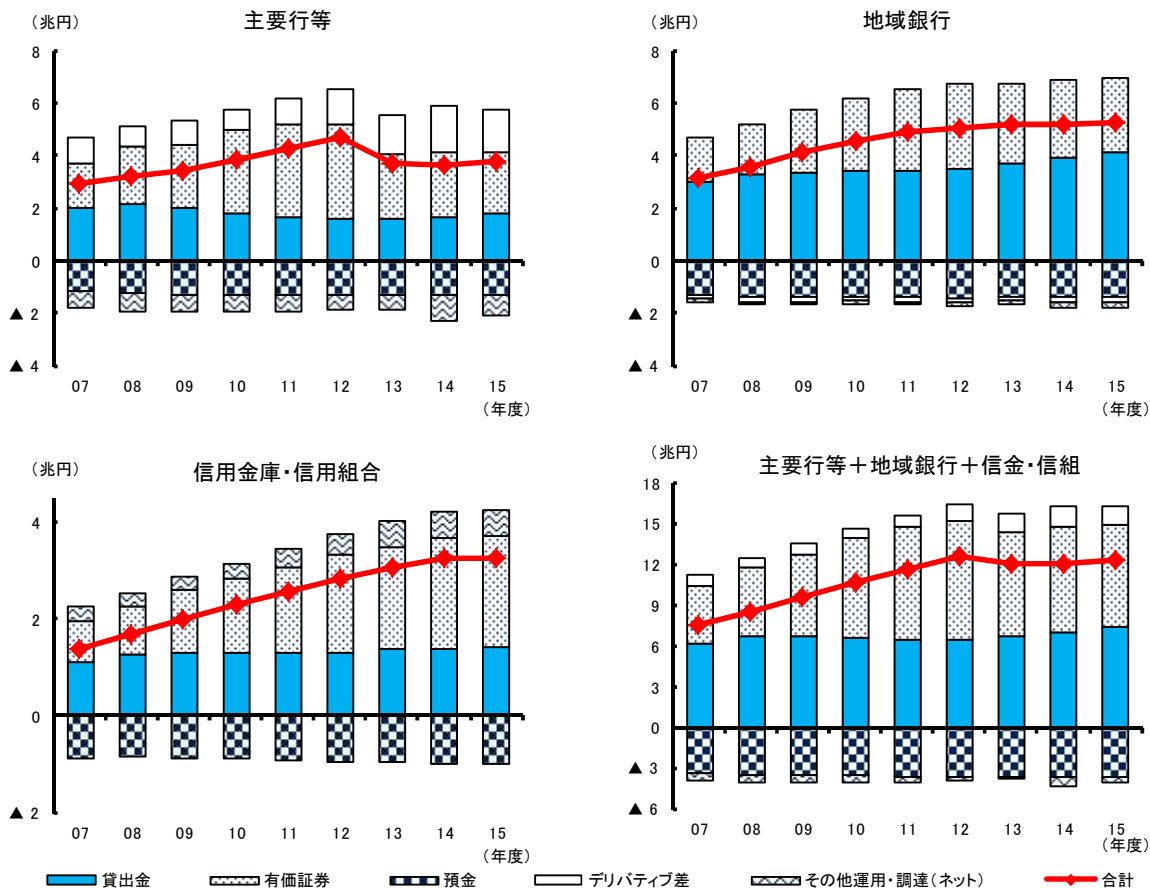 主要行等
（兆円）
8
6
4
2
0
▲ 2
▲ 4
07 08 09 10 11 12 13 14 15
（年度）
地域銀行
（兆円）
8
6
4
2
0
▲ 2
▲ 4
07 08 09 10 11 12 13 14 15
（年度）
信用金庫・信用組合
（兆円）
4
2
0
▲ 2
07 08 09 10 11 12 13 14 15
（年度）
主要行等＋地域銀行＋信金・信組
（兆円）
18
15
12
9
6
3
0
▲ 3
▲ 6
07 08 09 10 11 12 13 14 15
（年度）
貸出金 有価証券 預金 デリバティブ差 その他運用・調達（ネット） 合計